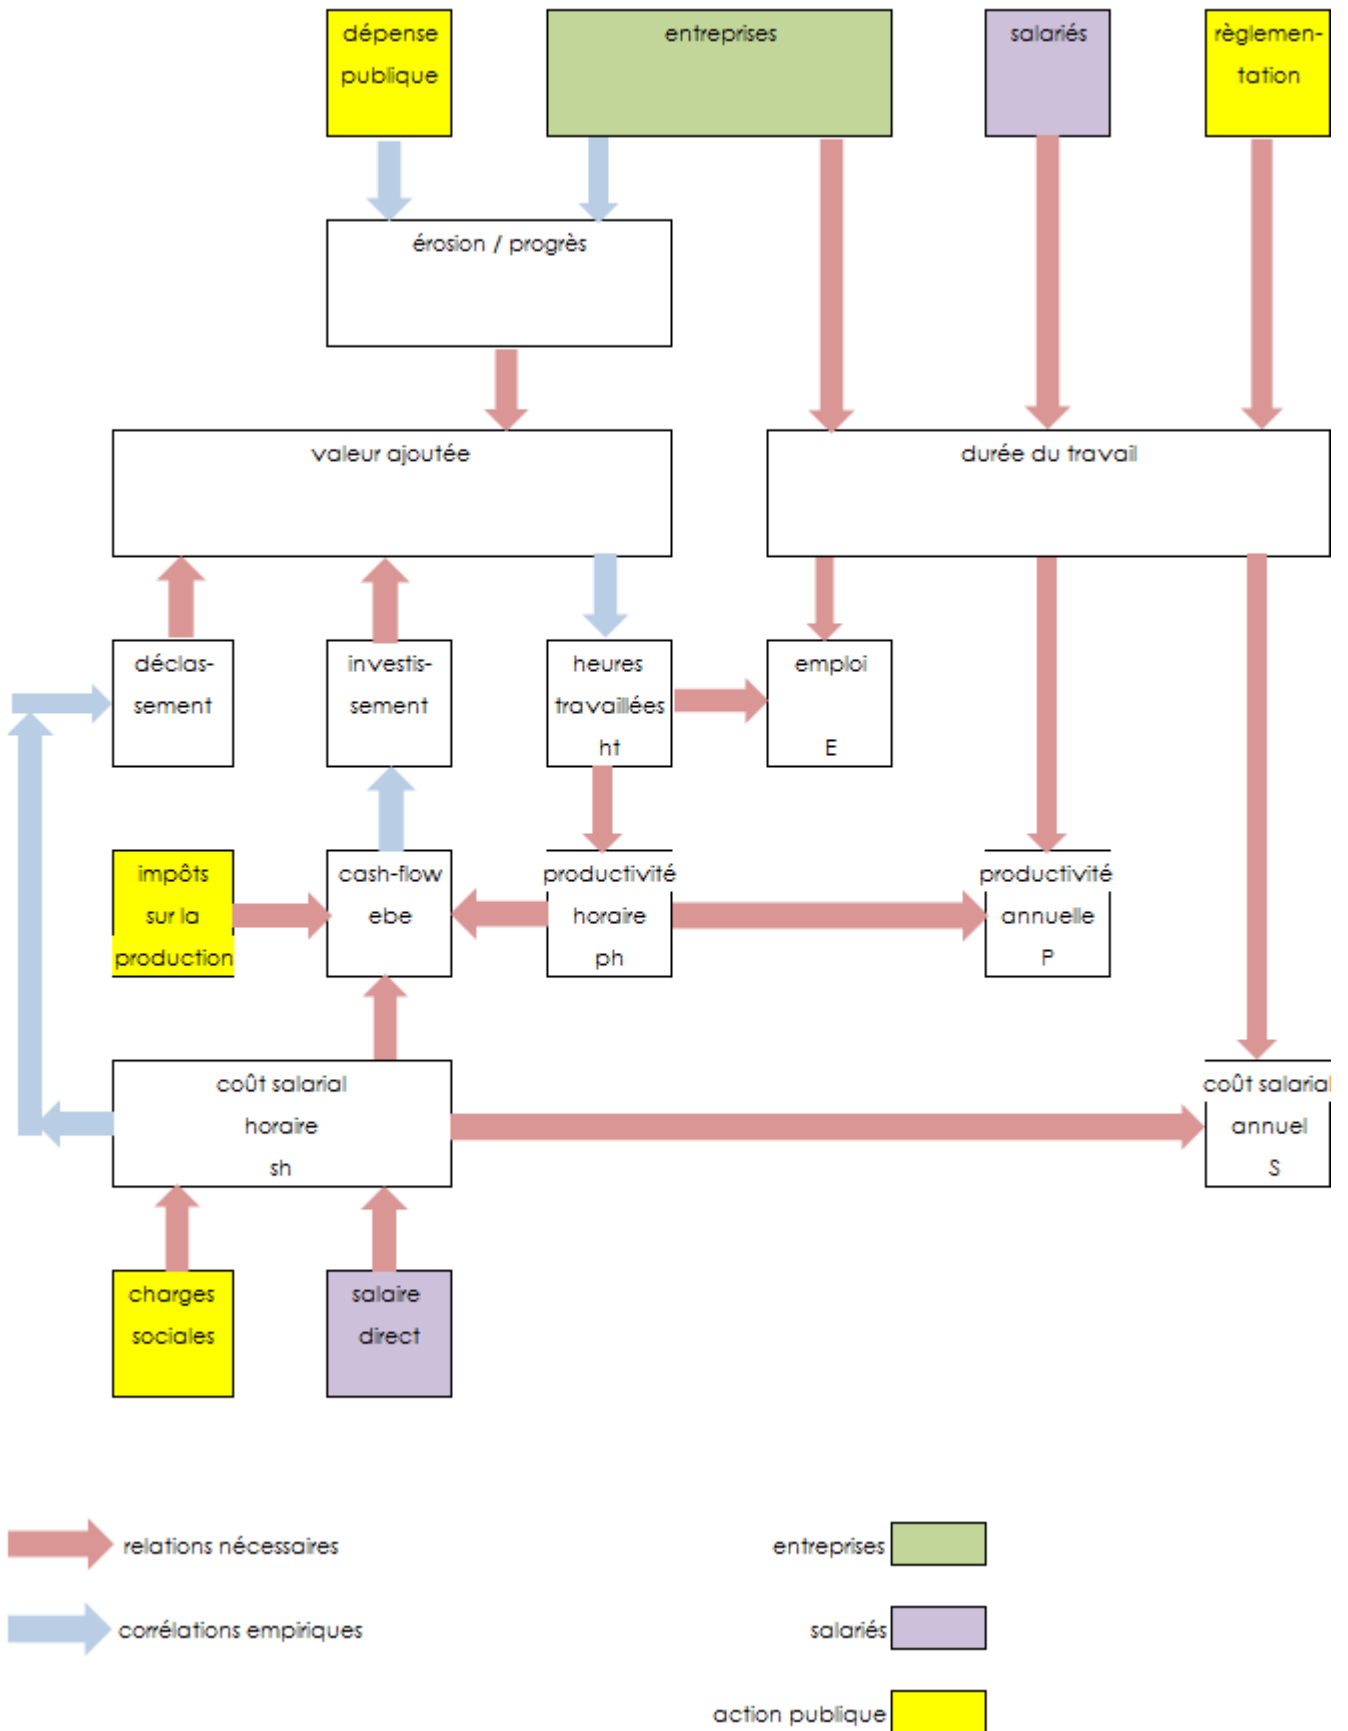 dépense
publique
entreprises
salariés
règlemen-
tation
érosion / progrès
valeur ajoutée
durée du travail
déclas-
sement
investis-
sement
heures
travaillées
ht
emploi
E
impôts
sur la
production
cash-flow
ebe
productivité
horaire
ph
productivité
annuelle
P
coût salarial
horaire
sh
coût salarial
annuel
S
charges
sociales
salaire
direct
relations nécessaires
entreprises
corrélations empiriques
salariés
action publique